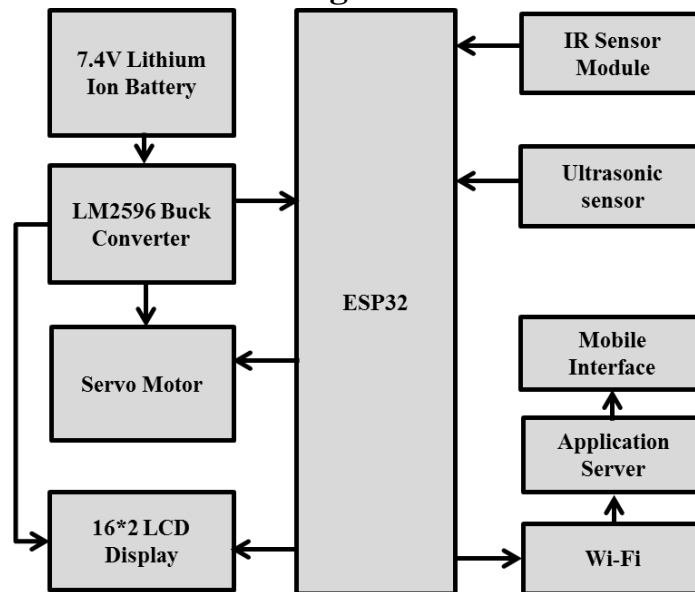 7.4V Lithium
Ion Battery
LM2596 Buck
Converter
Servo Motor
16*2 LCD
Display
ESP32
IR Sensor
Module
Ultrasonic
sensor
Mobile
Interface
Application
Server
Wi-Fi